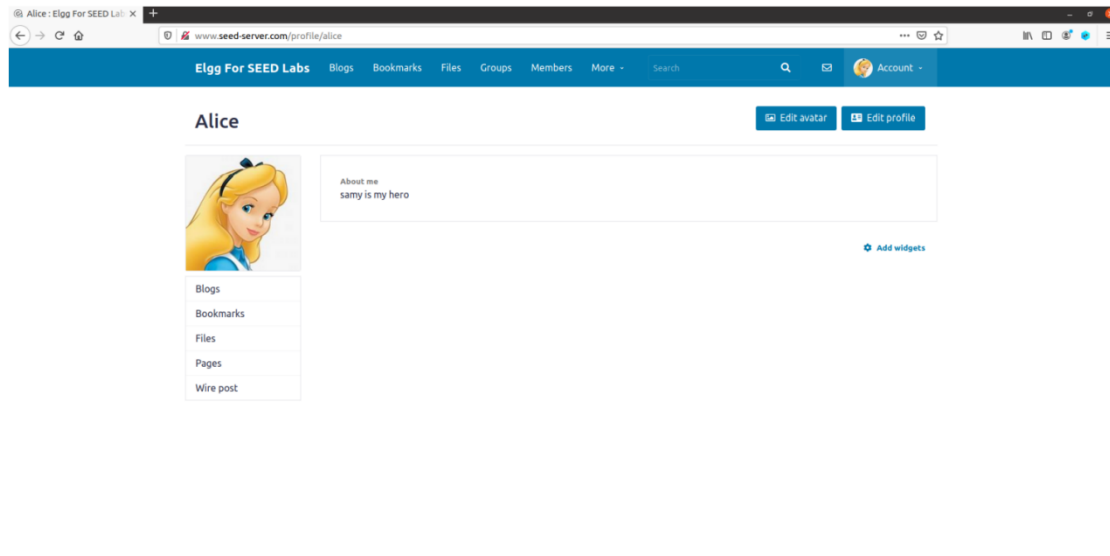 Alice : Elgg For SEED Lab
www.seed-server.com/profile/alice
Elgg For SEED Labs Blogs Bookmarks Files Groups Members More Search Account
Alice
Edit avatar Edit profile
About me
samy is my hero
Add widgets
Blogs
Bookmarks
Files
Pages
Wire post